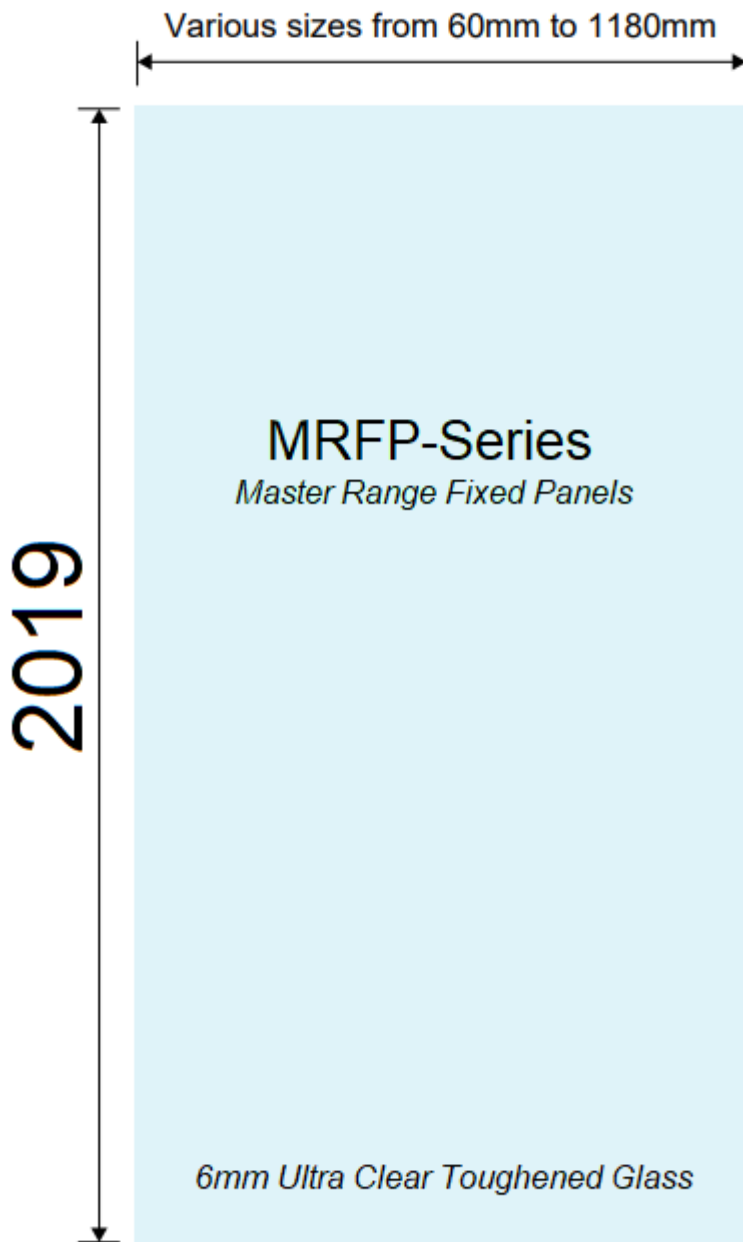 Various sizes from 60mm to 1180mm
MRFP-Series
Master Range Fixed Panels
2019
6mm Ultra Clear Toughened Glass